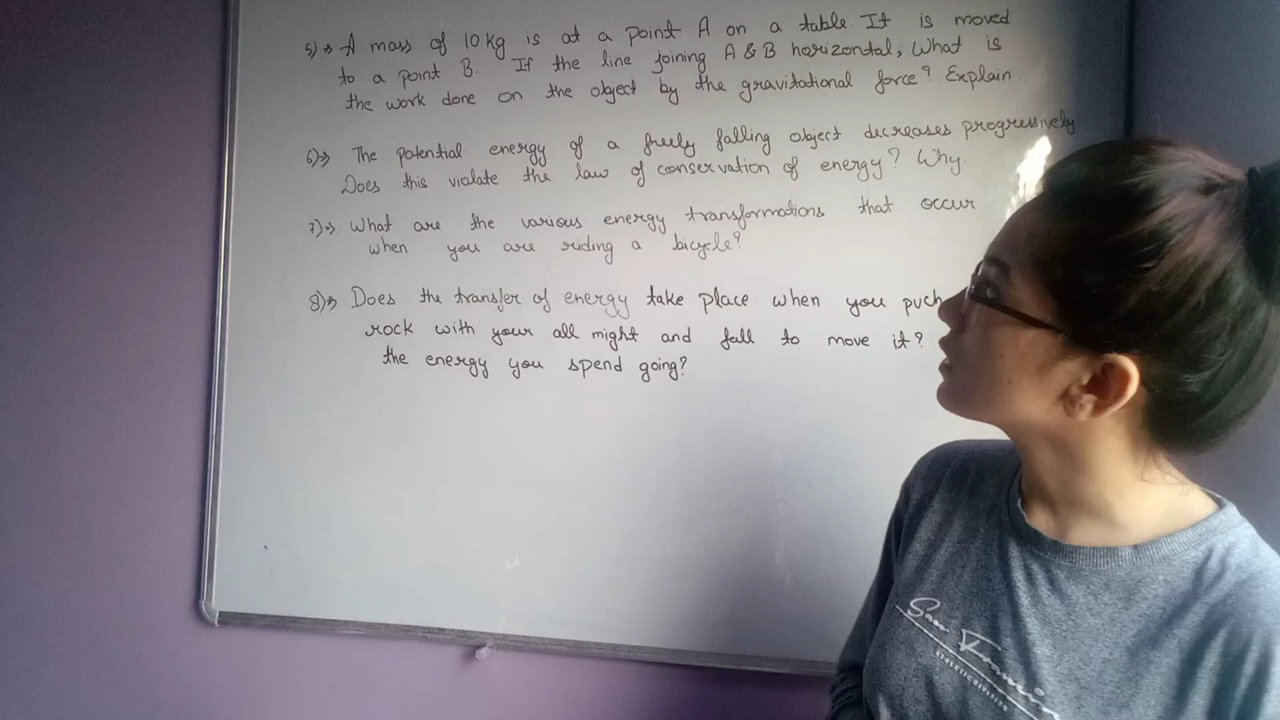 5)→ A mass of 10 kg is at a point A on a table. It is moved
to a point B. If the line joining A & B horizontal, What is
the work done on the object by the gravitational force? Explain
6)→ The potential energy of a freely falling object decreases progressively
Does this violate the law of conservation of energy? Why.
7)→ What are the various energy transformations that occur
when you are riding a bicycle?
8)→ Does the transfer of energy take place when you puch
rock with your all might and fall to move it?
the energy you spend going?
ATHLETIC DIVISION